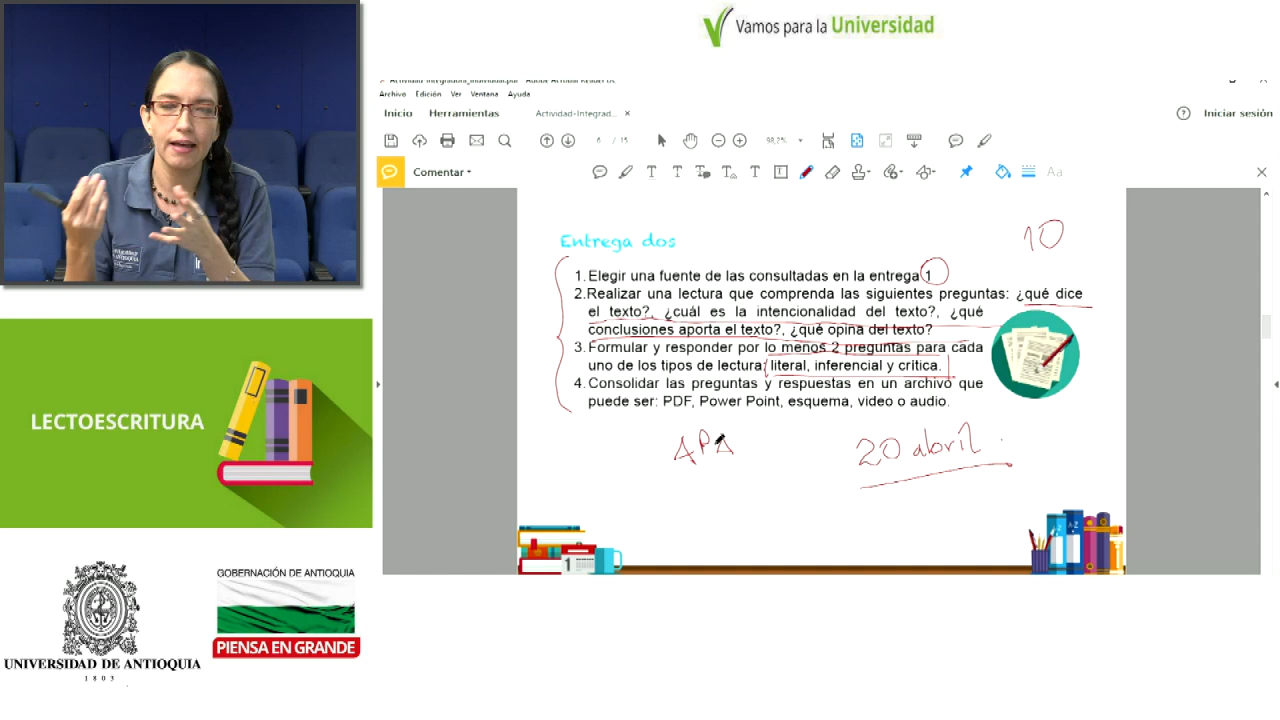 Vamos para la Universidad
Archivo Edición Ver Ventana Ayuda
Inicio Herramientas Actividad-Integrad... × ? Iniciar sesión
6 / 15 98,2%
Comentar
Entrega dos
10
1.Elegir una fuente de las consultadas en la entrega 1
2.Realizar una lectura que comprenda las siguientes preguntas: ¿qué dice
el texto?, ¿cuál es la intencionalidad del texto?, ¿qué
conclusiones aporta el texto?, ¿qué opina del texto?
3.Formular y responder por lo menos 2 preguntas para cada
uno de los tipos de lectura: literal, inferencial y crítica.
4.Consolidar las preguntas y respuestas en un archivo que
puede ser: PDF, Power Point, esquema, video o audio.
APA
20 abril
LECTOESCRITURA
UNIVERSIDAD DE ANTIOQUIA
1803
GOBERNACIÓN DE ANTIOQUIA
PIENSA EN GRANDE